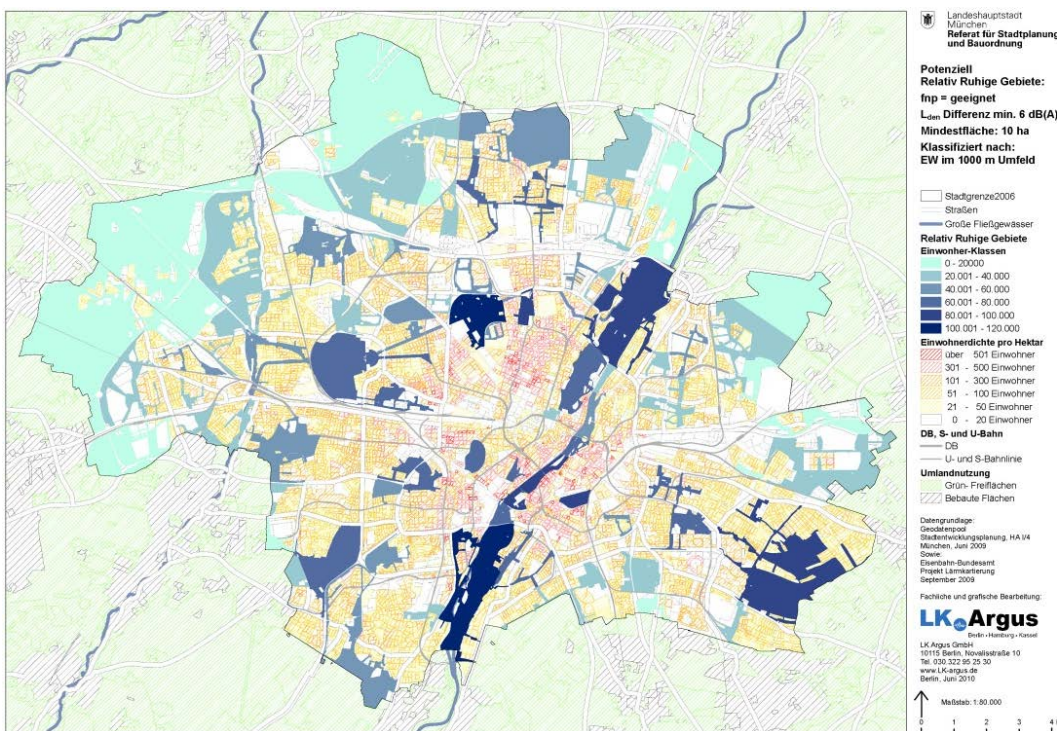 Landeshauptstadt
München
Referat für Stadtplanung
und Bauordnung
Potenziell
Relativ Ruhige Gebiete:
fnp = geeignet
Lden Differenz min. 6 dB(A)
Mindestfläche: 10 ha
Klassifiziert nach:
EW im 1000 m Umfeld
Stadtgrenze2006
Straßen
Große Fließgewässer
Relativ Ruhige Gebiete
Einwohner-Klassen
0 - 20000
20.001 - 40.000
40.001 - 60.000
60.001 - 80.000
80.001 - 100.000
100.001 - 120.000
Einwohnerdichte pro Hektar
über 501 Einwohner
301 - 500 Einwohner
101 - 300 Einwohner
51 - 100 Einwohner
21 - 50 Einwohner
0 - 20 Einwohner
DB, S- und U-Bahn
DB
U- und S-Bahnlinie
Umlandnutzung
Grün- Freiflächen
Bebaute Flächen
Datengrundlage:
Geodatenpool
Stadtentwicklungsplanung, HA I/4
München, Juni 2009
Sowie:
Eisenbahn-Bundesamt
Projekt Lärmkartierung
September 2009
Fachliche und grafische Bearbeitung:
LK Argus
Berlin • Hamburg • Kassel
LK Argus GmbH
10115 Berlin, Novalisstraße 10
Tel. 030.322 95 25 30
www.LK-argus.de
Berlin, Juni 2010
Maßstab: 1:80.000
0 1 2 3 4